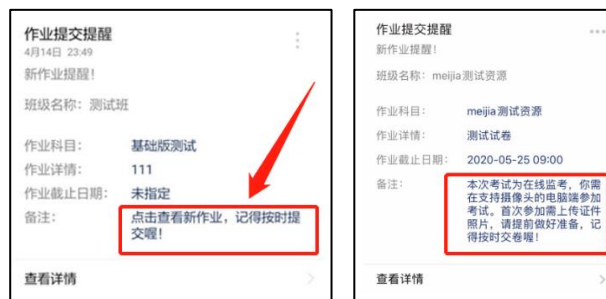 作业提交提醒
4月14日 23:49
新作业提醒！
班级名称：测试班
作业科目： 基础版测试
作业详情： 111
作业截止日期： 未指定
备注： 点击查看新作业，记得按时提
交喔！
查看详情
作业提交提醒
新作业提醒！
班级名称：meijia测试资源
作业科目： meijia测试资源
作业详情： 测试试卷
作业截止日期： 2020-05-25 09:00
备注： 本次考试为在线监考，你需
在支持摄像头的电脑端参加
考试。首次参加需上传证件
照片，请提前做好准备，记
得按时交卷喔！
查看详情